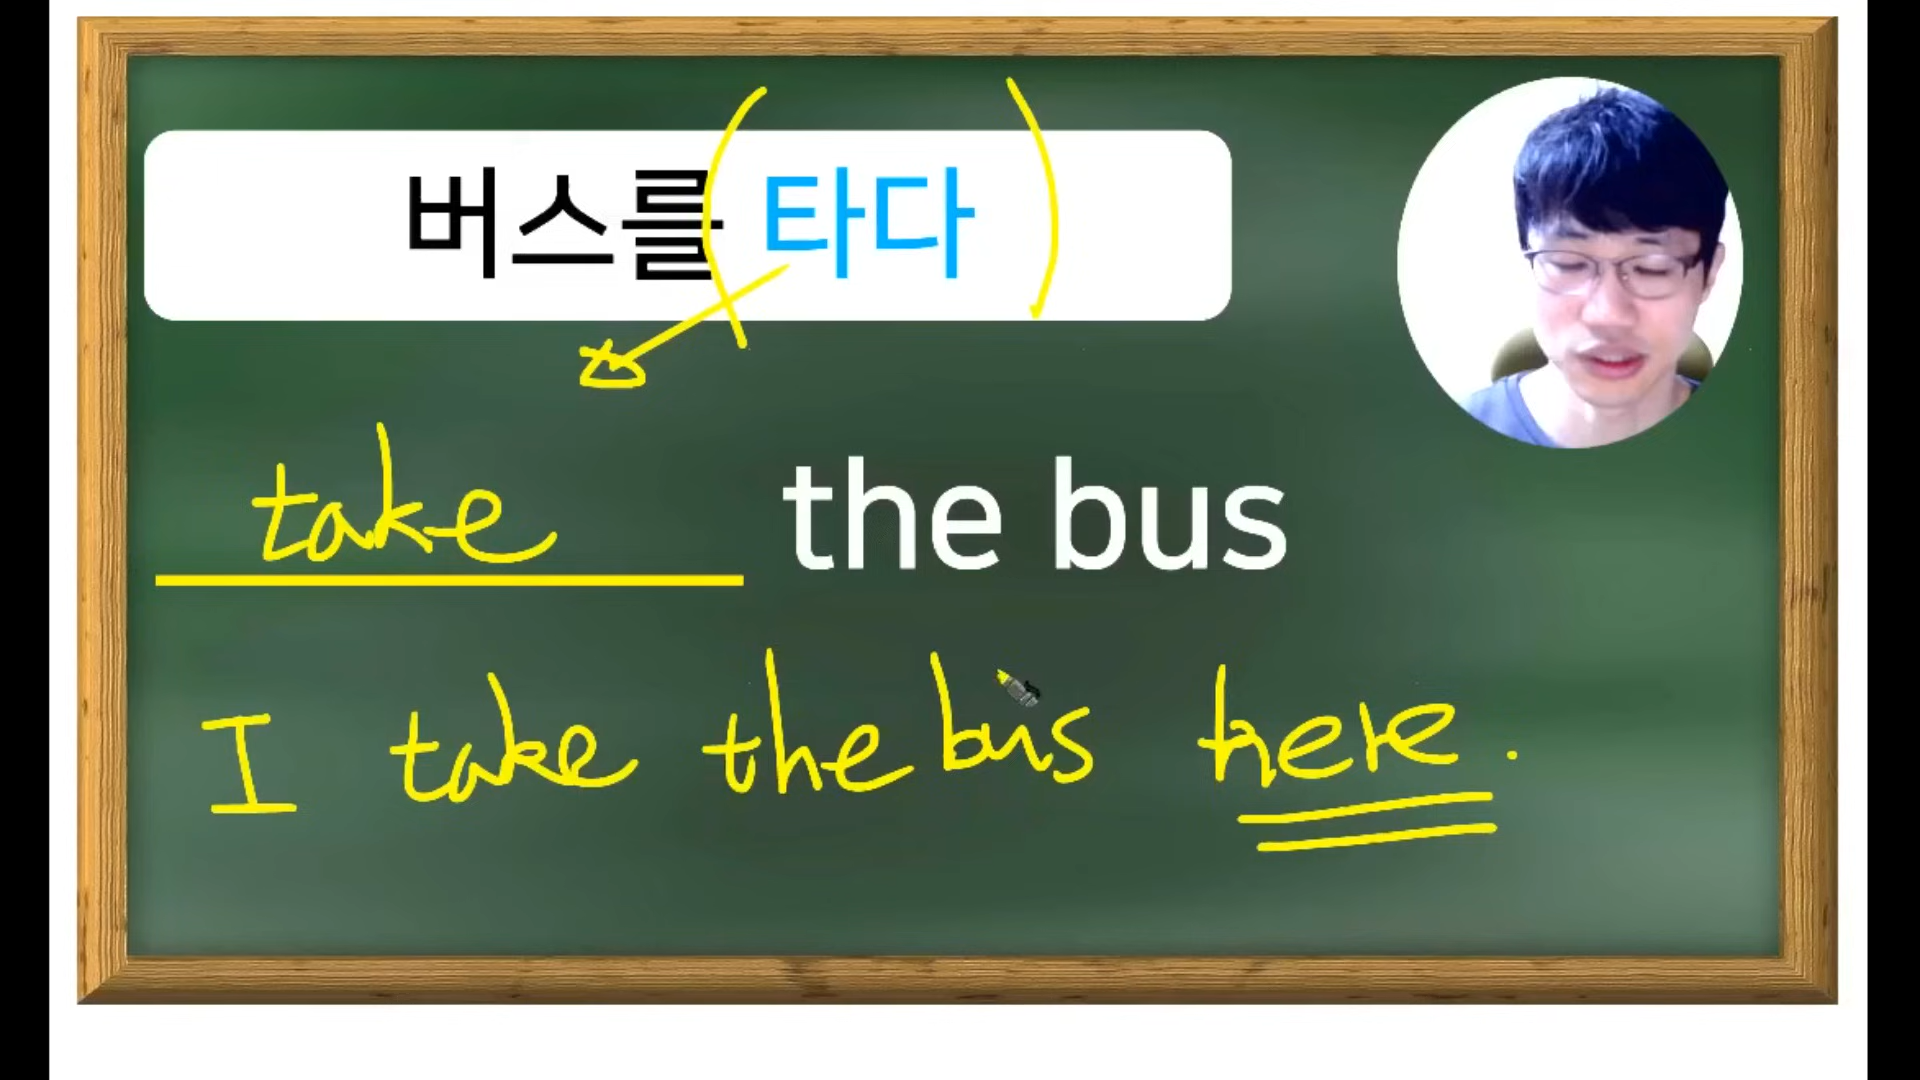 버스를 타다
take the bus
I take the bus here.